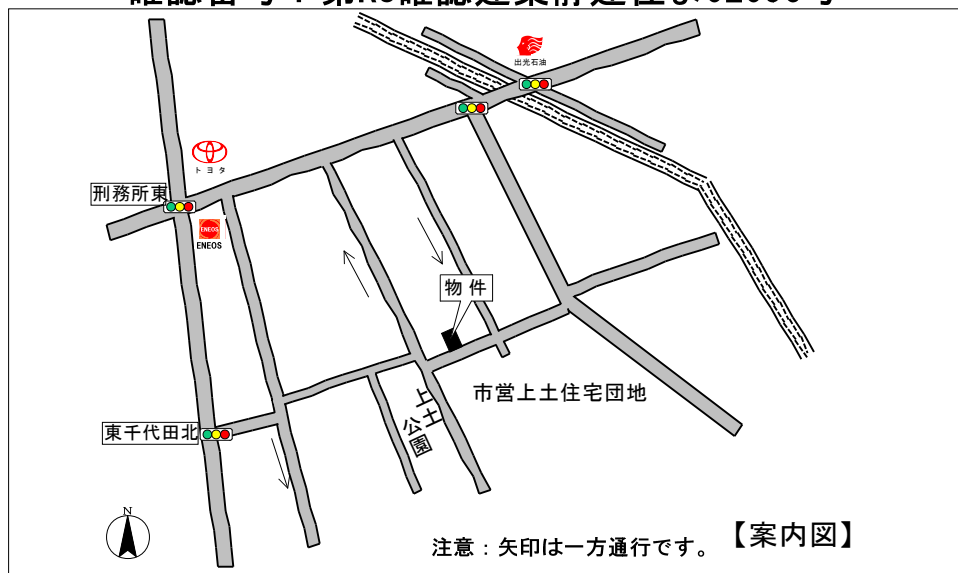 出光石油
トヨタ
刑務所東
ENEOS
ENEOS
物件
市営上土住宅団地
上土
公園
東千代田北
N
注意：矢印は一方通行です。
【案内図】